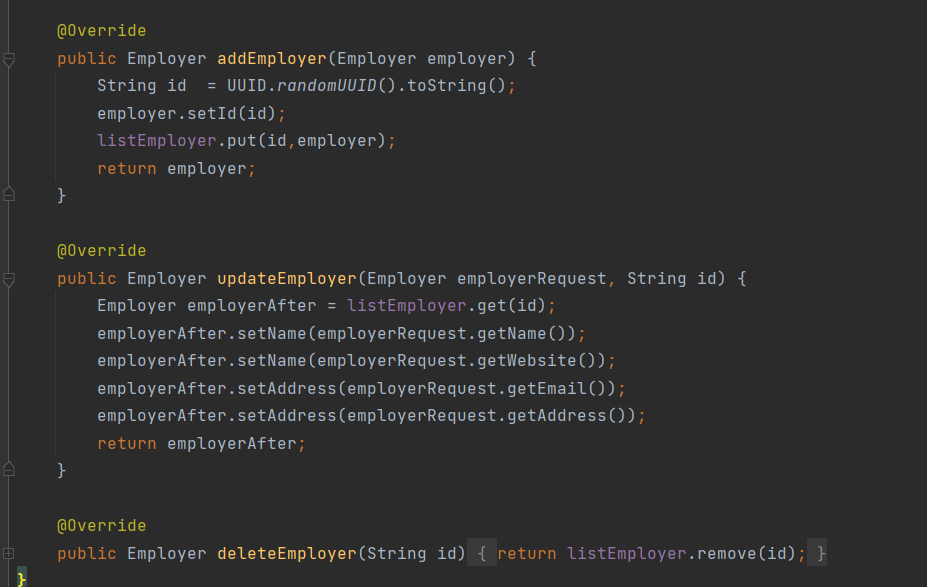 @Override
public Employer addEmployer(Employer employer) {
String id  = UUID.randomUUID().toString();
employer.setId(id);
listEmployer.put(id,employer);
return employer;
}
@Override
public Employer updateEmployer(Employer employerRequest, String id) {
Employer employerAfter = listEmployer.get(id);
employerAfter.setName(employerRequest.getName());
employerAfter.setName(employerRequest.getWebsite());
employerAfter.setAddress(employerRequest.getEmail());
employerAfter.setAddress(employerRequest.getAddress());
return employerAfter;
}
@Override
public Employer deleteEmployer(String id) { return listEmployer.remove(id); }
}